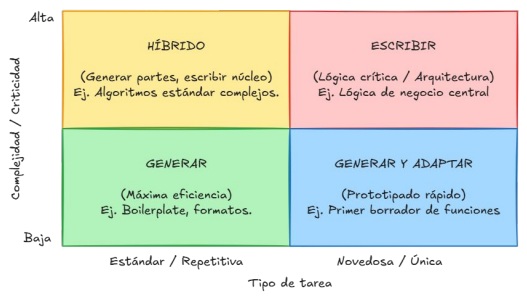 Alta
HÍBRIDO
(Generar partes, escribir núcleo)
Ej. Algoritmos estándar complejos.
ESCRIBIR
(Lógica crítica / Arquitectura)
Ej. Lógica de negocio central
Complejidad / Criticidad
GENERAR
(Máxima eficiencia)
Ej. Boilerplate, formatos.
GENERAR Y ADAPTAR
(Prototipado rápido)
Ej. Primer borrador de funciones
Baja
Estándar / Repetitiva
Novedosa / Única
Tipo de tarea